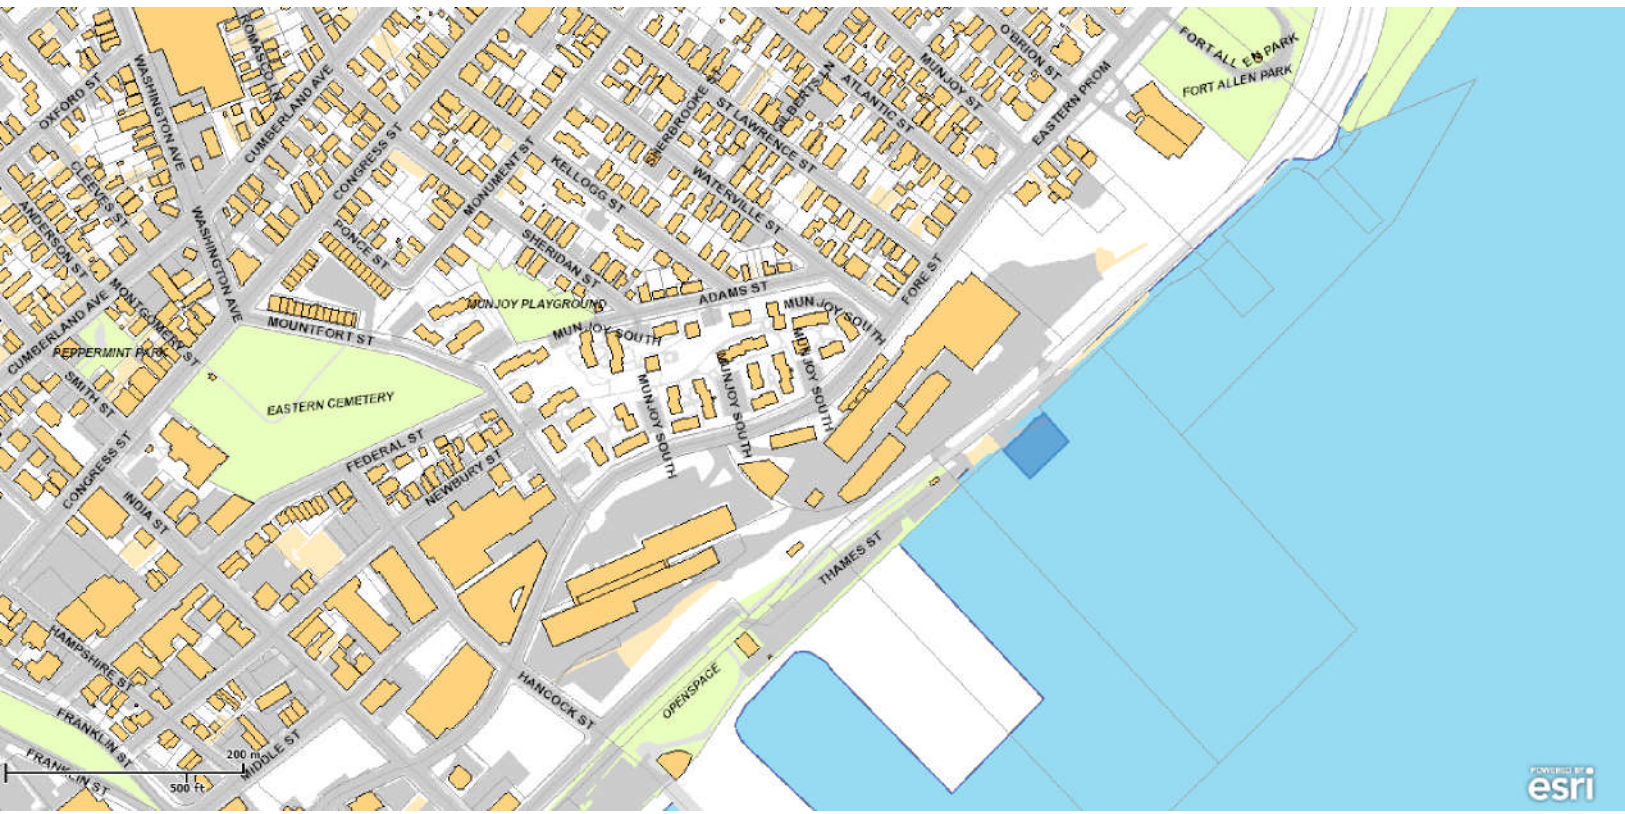 O'BRION ST
FORT ALLEN PARK
FORT ALLEN PARK
WASHINGTON AVE
CUMBERLAND AVE
OXFORD ST
MUNJOY ST
ATLANTIC ST
EASTERN PROM
ST LAWRENCE ST
CONGRESS ST
MONUMENT ST
KELLOGG ST
WATERVILLE ST
CLEEVES ST
ANDERSON ST
WASHINGTON AVE
PONCE ST
SHERIDAN ST
FORE ST
MONTGOMERY ST
CUMBERLAND AVE
MUNJOY PLAYGROUND
ADAMS ST
MUNJOY SOUTH
MUNJOY SOUTH
MOUNTFORT ST
PEPPERMINT PARK
SMITH ST
EASTERN CEMETERY
MUNJOY SOUTH
MUNJOY SOUTH
MUNJOY SOUTH
FEDERAL ST
NEWBURY ST
CONGRESS ST
INDIA ST
THAMES ST
HAMPSHIRE ST
OPENSPACE
HANCOCK ST
FRANKLIN ST
FRANKLIN ST
MIDDLE ST
200 m
500 ft
POWERED BY
esri